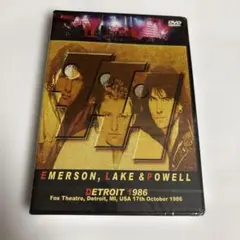 DVD
EMERSON, LAKE & POWELL
DETROIT 1986
Fox Theatre, Detroit, MI, USA 17th October 1986